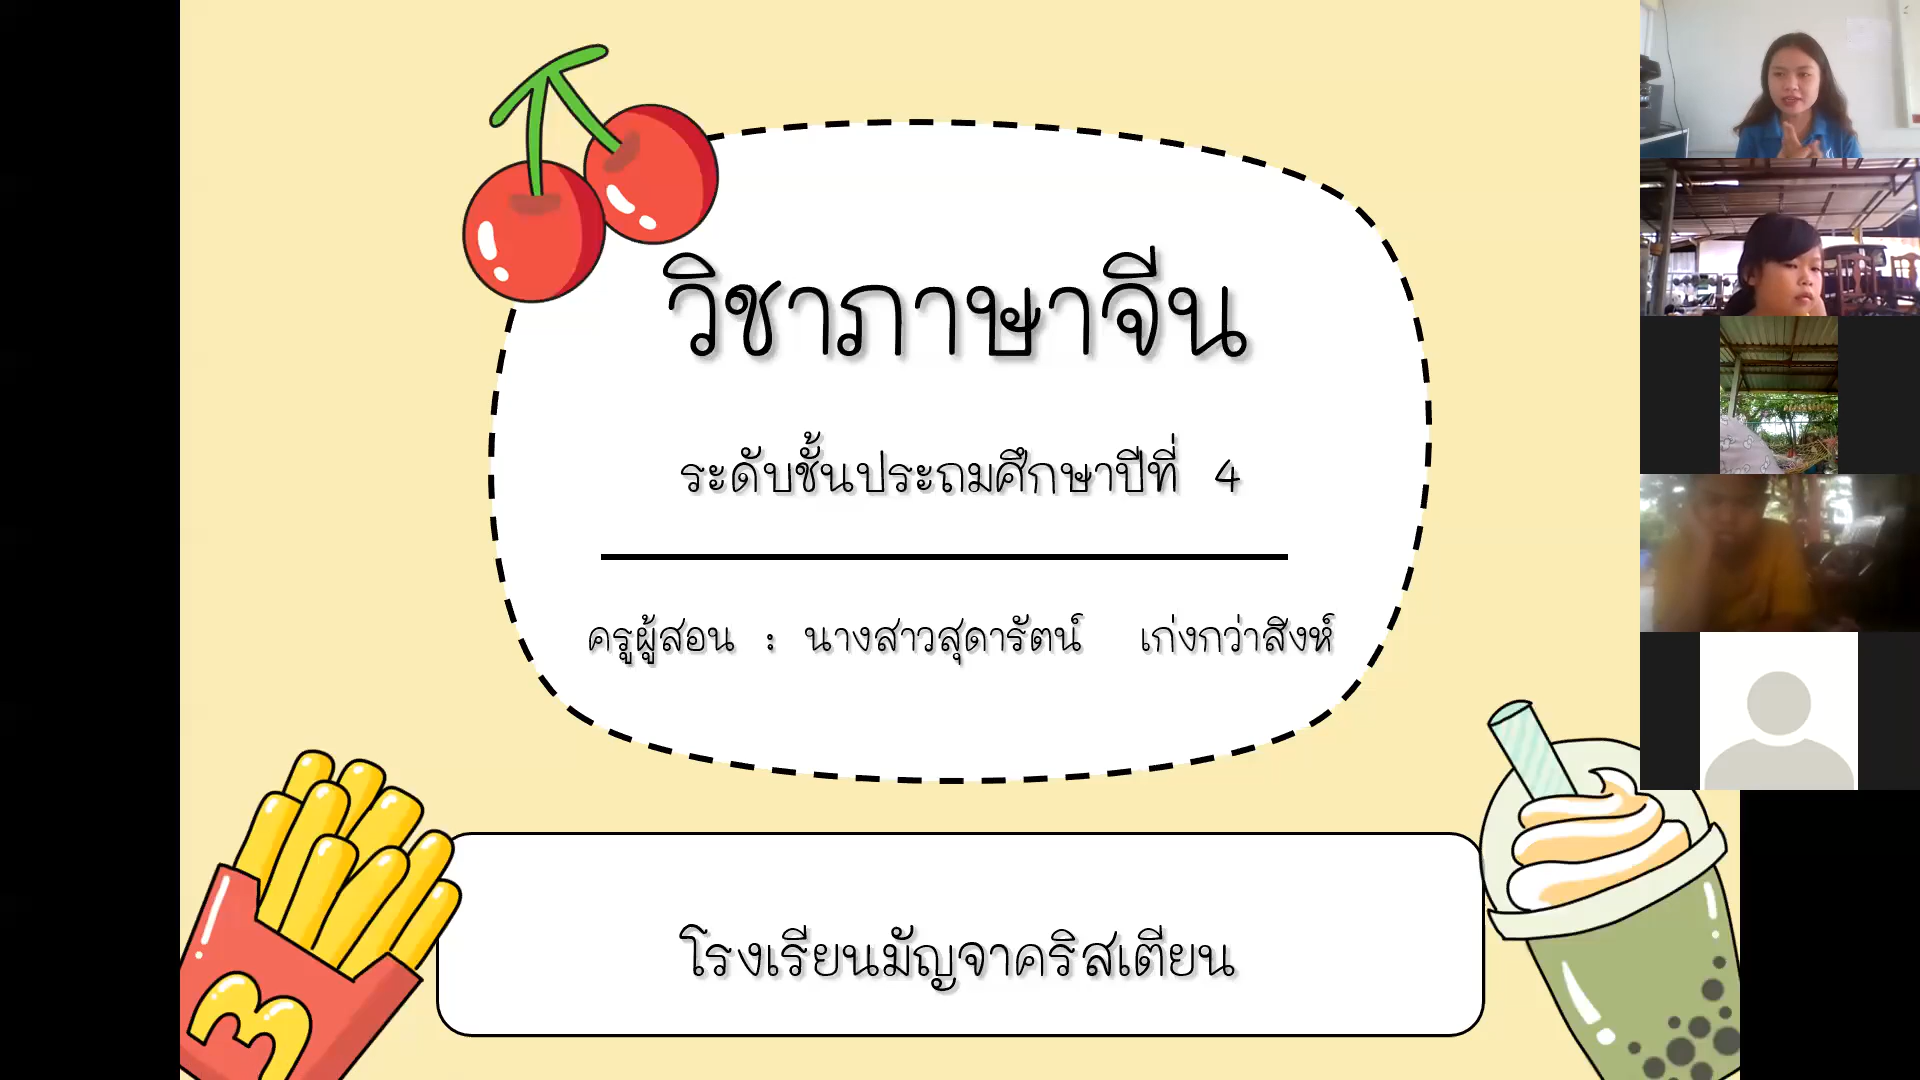 วิชาภาษาจีน
ระดับชั้นประถมศึกษาปีที่ 4
ครูผู้สอน : นางสาวสุดารัตน์ เก่งกว่าสิงห์
โรงเรียนมัญจาคริสเตียน